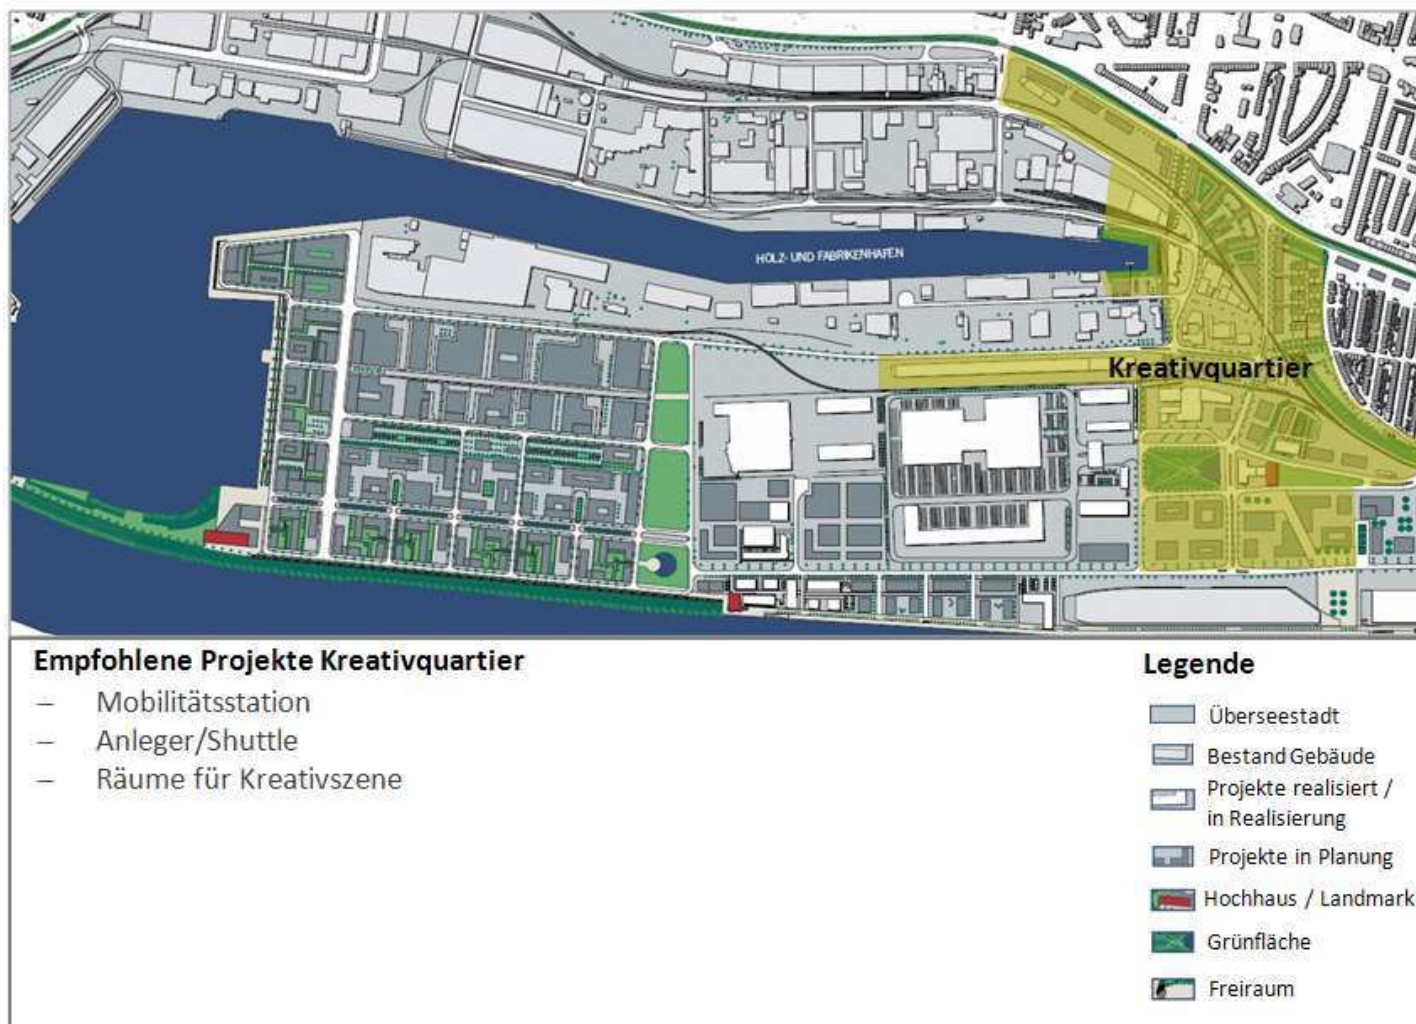 HOLZ- UND FABRIKENHAFEN
Kreativquartier
Empfohlene Projekte Kreativquartier
– Mobilitätsstation
– Anleger/Shuttle
– Räume für Kreativszene
Legende
Überseestadt
Bestand Gebäude
Projekte realisiert /
in Realisierung
Projekte in Planung
Hochhaus / Landmark
Grünfläche
Freiraum